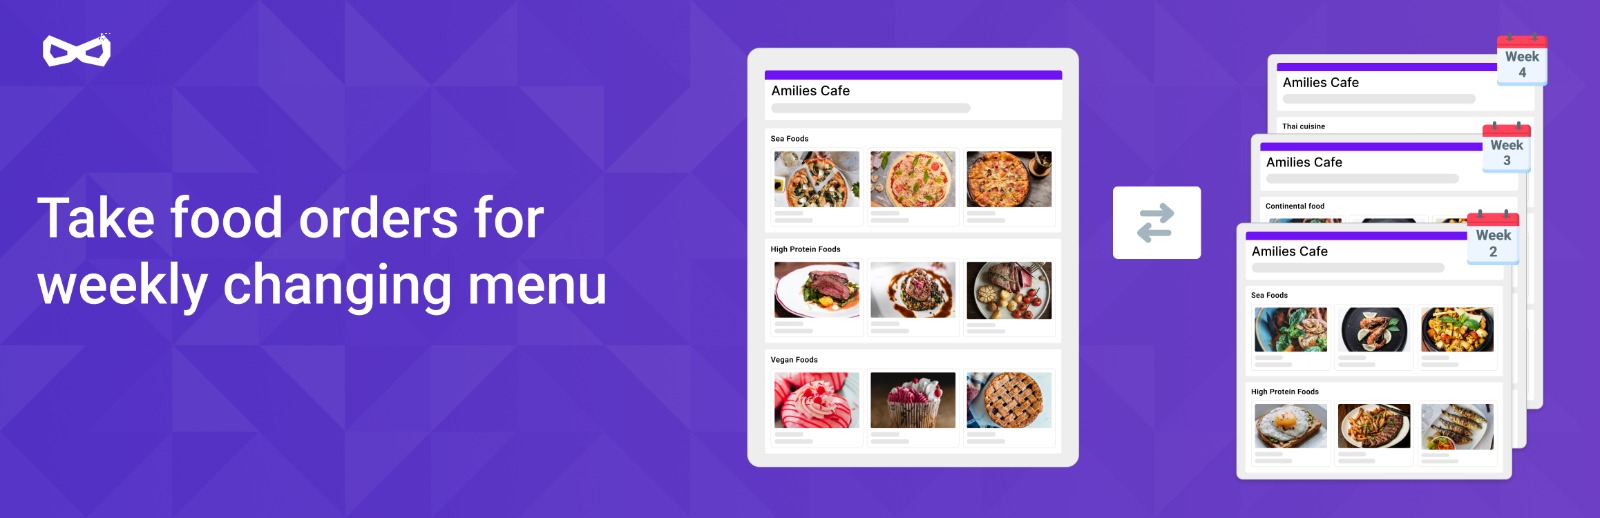 Take food orders for
weekly changing menu
Amilies Cafe
Sea Foods
High Protein Foods
Vegan Foods
Week
4
Amilies Cafe
Thai cuisine
Week
3
Amilies Cafe
Continental food
Week
2
Amilies Cafe
Sea Foods
High Protein Foods